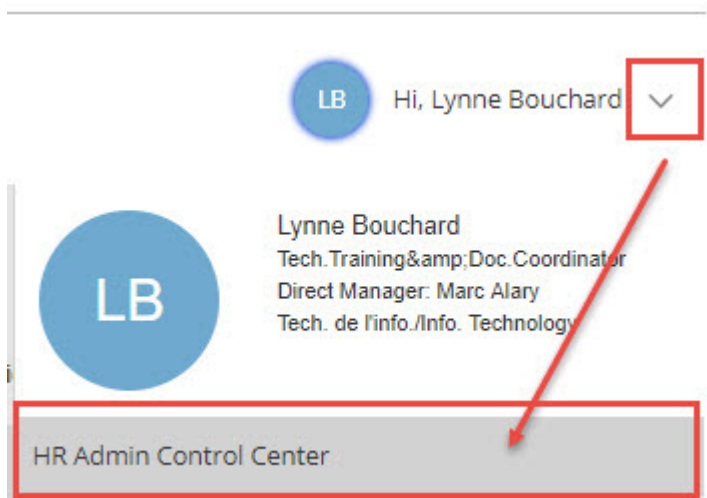 LB
Hi, Lynne Bouchard
LB
Lynne Bouchard
Tech.Training&amp;Doc.Coordinator
Direct Manager: Marc Alary
Tech. de l'info./Info. Technology
HR Admin Control Center